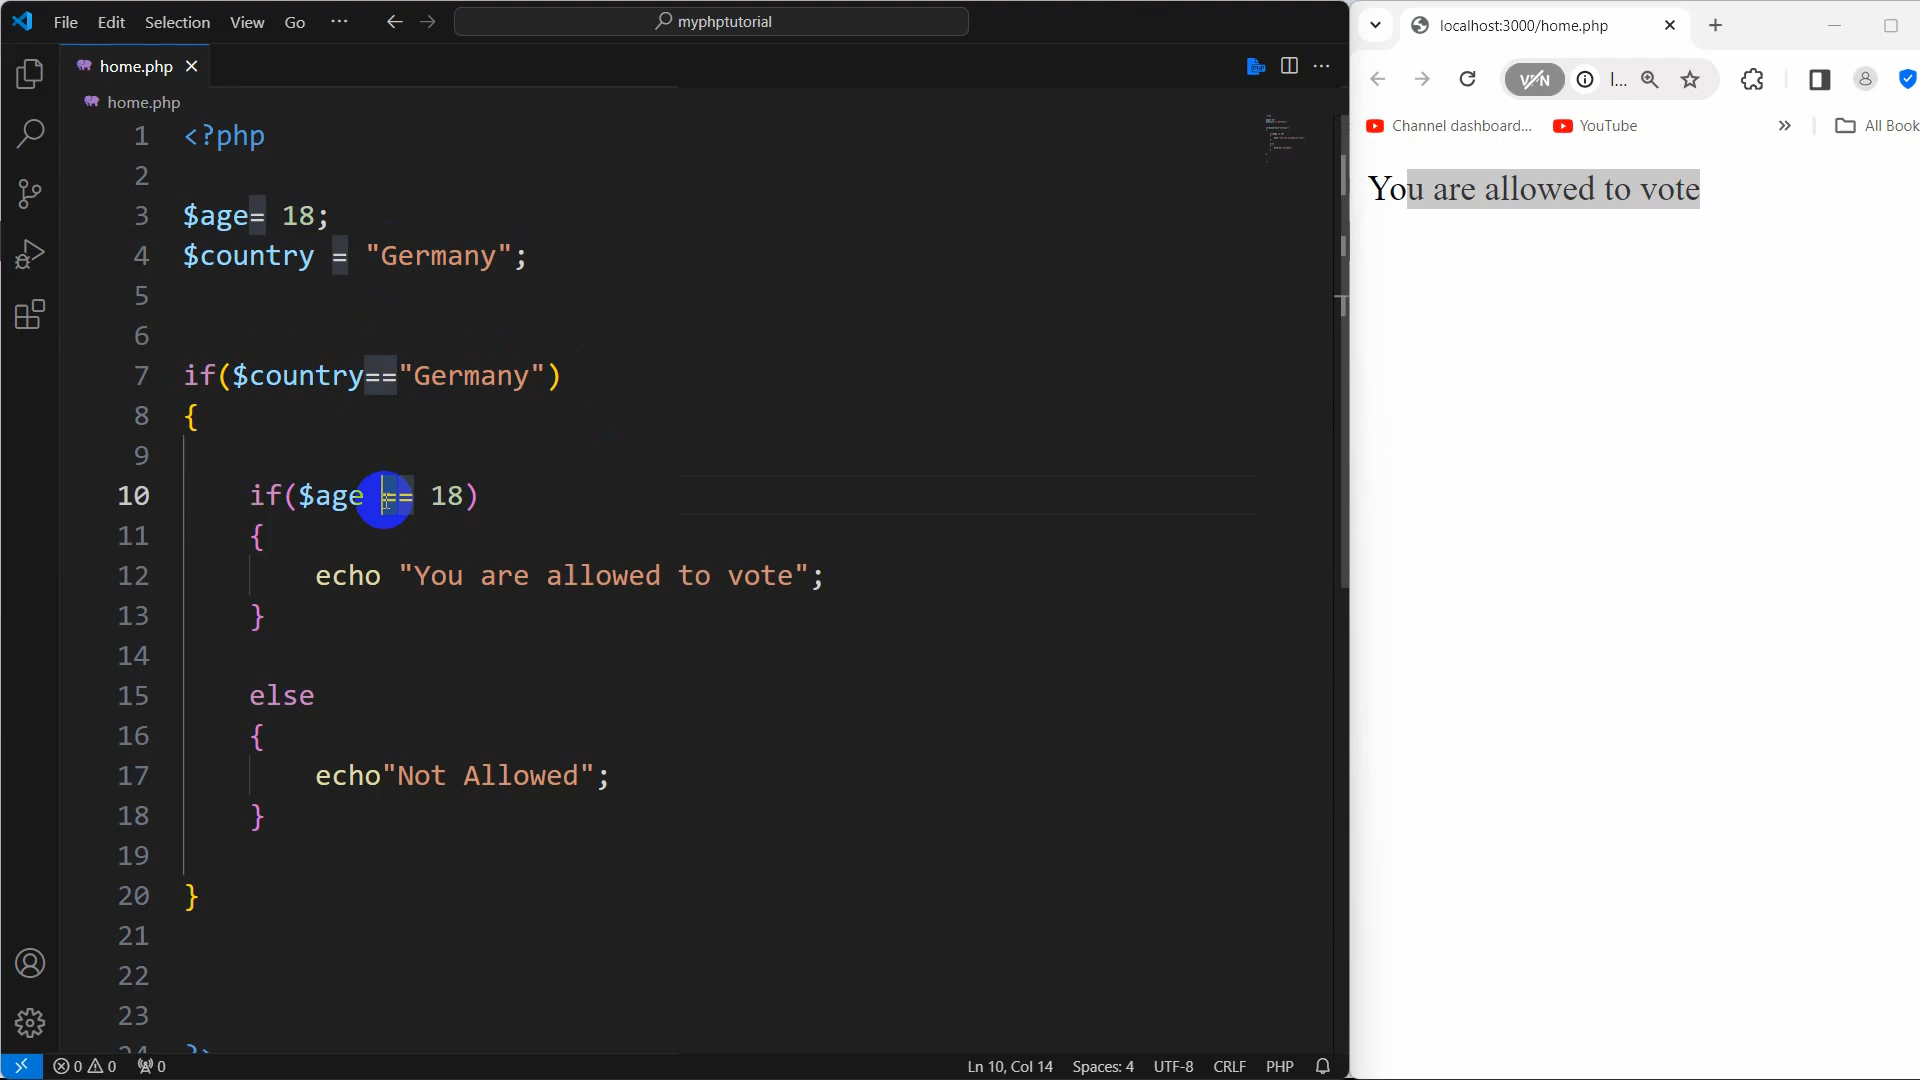 File Edit Selection View Go ··· myphptutorial
home.php
home.php
1 <?php
2
3 $age= 18;
4 $country = "Germany";
5
6
7 if($country=="Germany")
8 {
9
10 if($age == 18)
11 {
12 echo "You are allowed to vote";
13 }
14
15 else
16 {
17 echo"Not Allowed";
18 }
19
20 }
21
22
23
24 ?>
0 0 0 Ln 10, Col 14 Spaces: 4 UTF-8 CRLF PHP
localhost:3000/home.php
VPN l...
Channel dashboard... YouTube All Book
You are allowed to vote